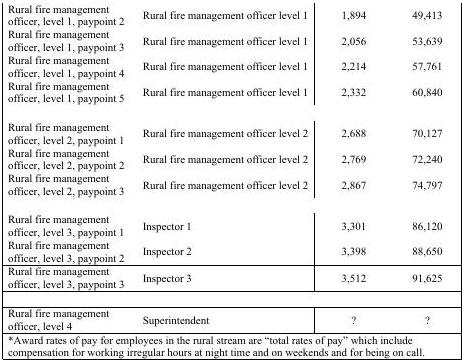 Rural fire management
officer, level 1, paypoint 2 Rural fire management officer level 1 1,894 49,413
Rural fire management
officer, level 1, paypoint 3 Rural fire management officer level 1 2,056 53,639
Rural fire management
officer, level 1, paypoint 4 Rural fire management officer level 1 2,214 57,761
Rural fire management
officer, level 1, paypoint 5 Rural fire management officer level 1 2,332 60,840
Rural fire management
officer, level 2, paypoint 1 Rural fire management officer level 2 2,688 70,127
Rural fire management
officer, level 2, paypoint 2 Rural fire management officer level 2 2,769 72,240
Rural fire management
officer, level 2, paypoint 3 Rural fire management officer level 2 2,867 74,797
Rural fire management
officer, level 3, paypoint 1 Inspector 1 3,301 86,120
Rural fire management
officer, level 3, paypoint 2 Inspector 2 3,398 88,650
Rural fire management
officer, level 3, paypoint 3 Inspector 3 3,512 91,625
Rural fire management
officer, level 4 Superintendent ? ?
*Award rates of pay for employees in the rural stream are “total rates of pay” which include
compensation for working irregular hours at night time and on weekends and for being on call.